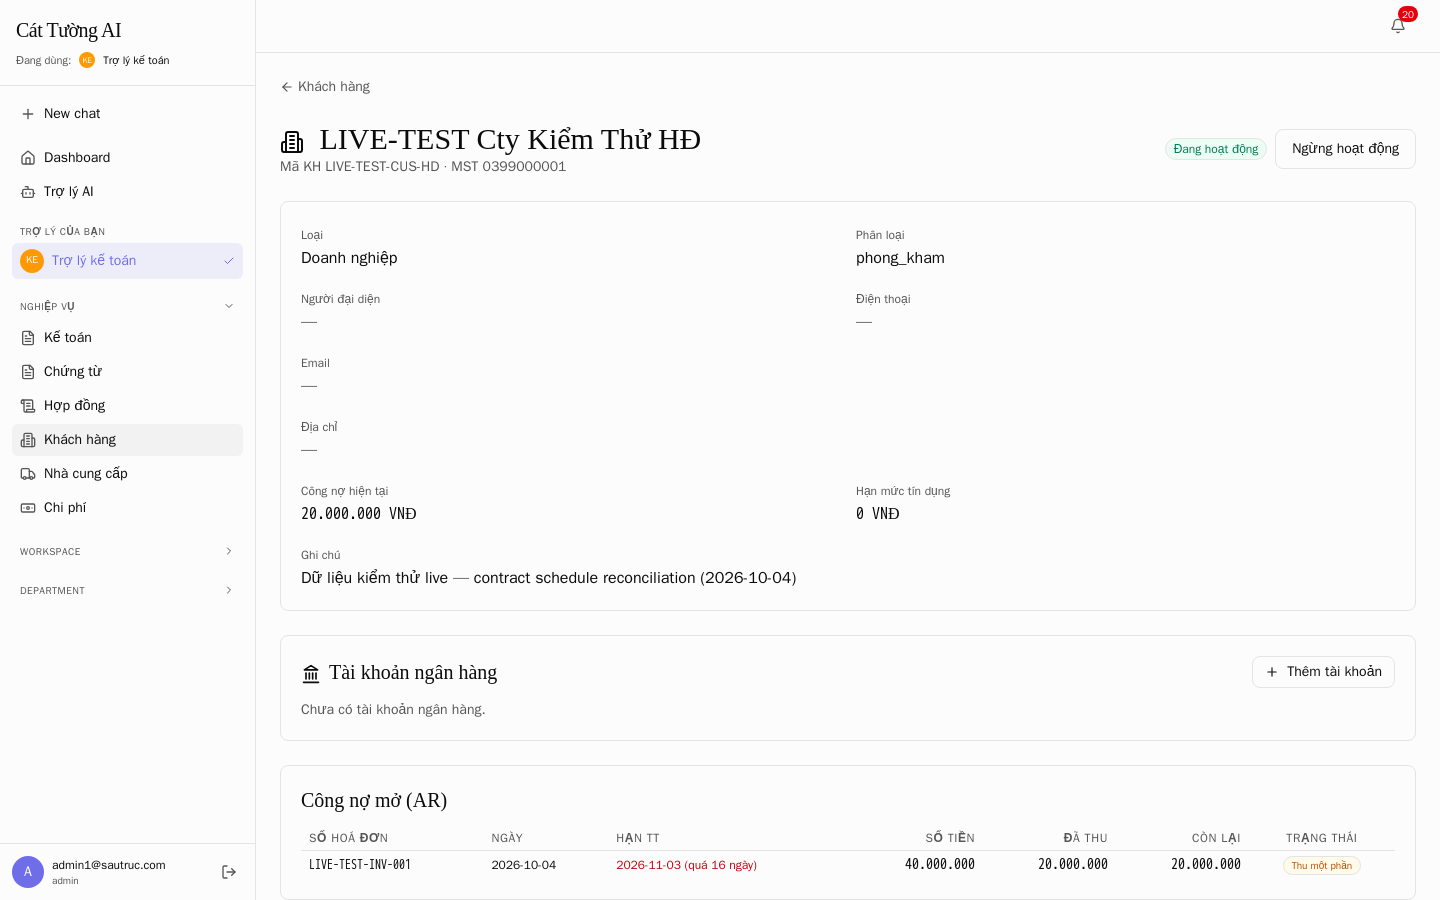 Cát Tường AI
Đang dùng: KE Trợ lý kế toán
New chat
Dashboard
Trợ lý AI
TRỢ LÝ CỦA BẠN
KE Trợ lý kế toán
NGHIỆP VỤ
Kế toán
Chứng từ
Hợp đồng
Khách hàng
Nhà cung cấp
Chi phí
WORKSPACE
DEPARTMENT
A admin1@sautruc.com
admin
20
Khách hàng
LIVE-TEST Cty Kiểm Thử HĐ
Mã KH LIVE-TEST-CUS-HD · MST 0399000001
Đang hoạt động Ngừng hoạt động
Loại Phân loại
Doanh nghiệp phong_kham
Người đại diện Điện thoại
— —
Email
—
Địa chỉ
—
Công nợ hiện tại Hạn mức tín dụng
20.000.000 VNĐ 0 VNĐ
Ghi chú
Dữ liệu kiểm thử live — contract schedule reconciliation (2026-10-04)
Tài khoản ngân hàng Thêm tài khoản
Chưa có tài khoản ngân hàng.
Công nợ mở (AR)
SỐ HOÁ ĐƠN NGÀY HẠN TT SỐ TIỀN ĐÃ THU CÒN LẠI TRẠNG THÁI
LIVE-TEST-INV-001 2026-10-04 2026-11-03 (quá 16 ngày) 40.000.000 20.000.000 20.000.000 Thu một phần